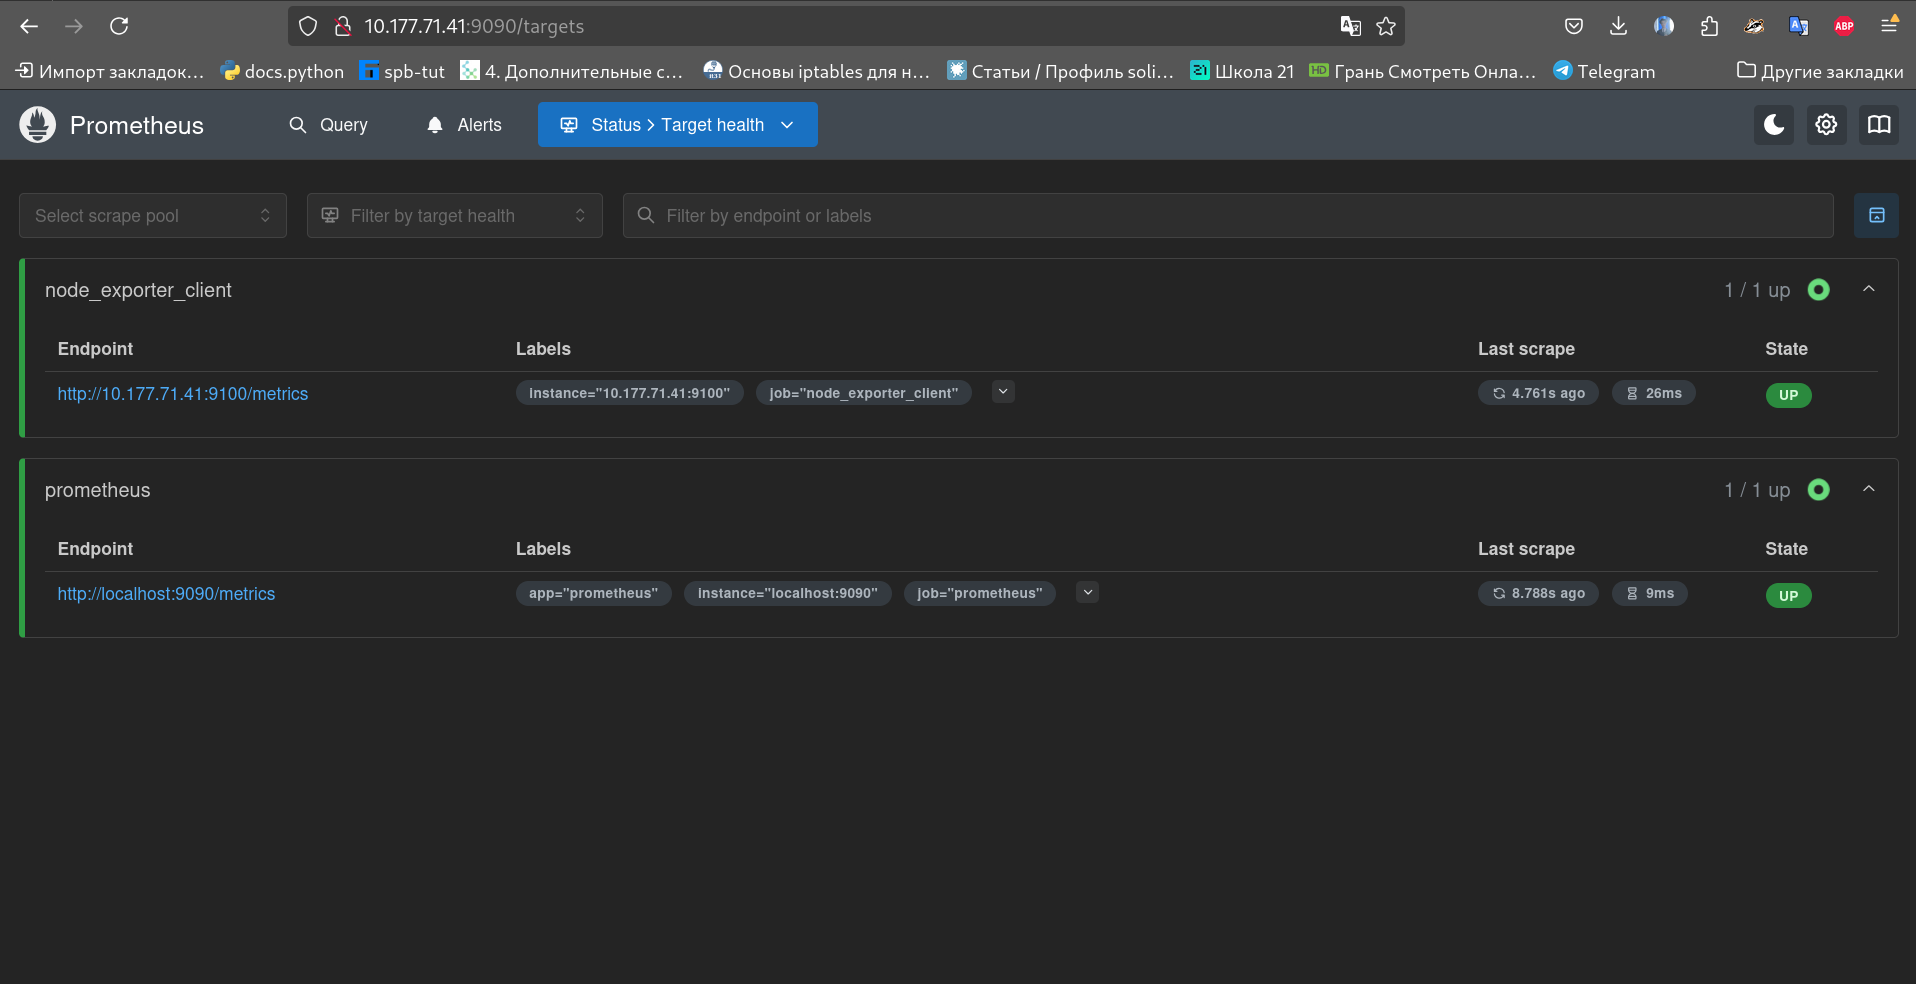 10.177.71.41:9090/targets
ABP
Импорт закладок... docs.python spb-tut 4. Дополнительные с... Основы iptables для н... Статьи / Профиль soli... 21 Школа 21 HD Грань Смотреть Онла... Telegram Другие закладки
Prometheus Query Alerts Status > Target health
Select scrape pool Filter by target health Filter by endpoint or labels
node_exporter_client 1 / 1 up
Endpoint Labels Last scrape State
http://10.177.71.41:9100/metrics instance="10.177.71.41:9100" job="node_exporter_client" 4.761s ago 26ms UP
prometheus 1 / 1 up
Endpoint Labels Last scrape State
http://localhost:9090/metrics app="prometheus" instance="localhost:9090" job="prometheus" 8.788s ago 9ms UP